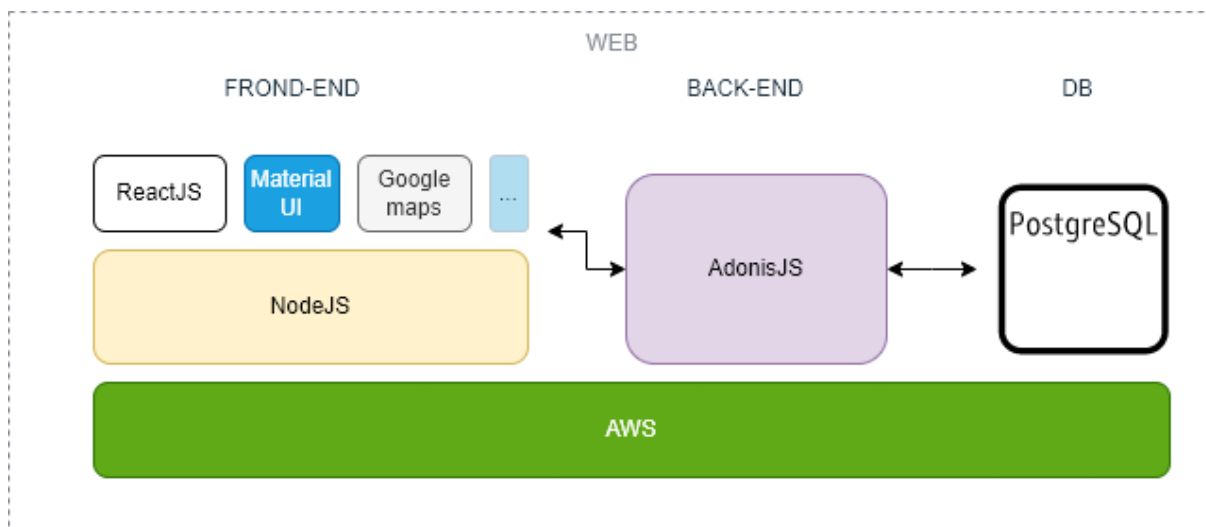 WEB
FROND-END
BACK-END
DB
ReactJS
Material
UI
Google
maps
...
NodeJS
AdonisJS
PostgreSQL
AWS